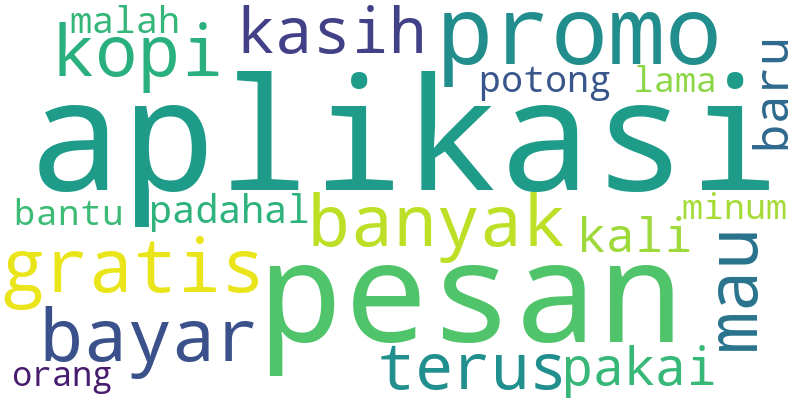 malah
kopi
kasih
promo
potong
lama
baru
aplikasi
bantu
padahal
banyak
kali
minum
gratis
pesan
mau
bayar
orang
terus
pakai